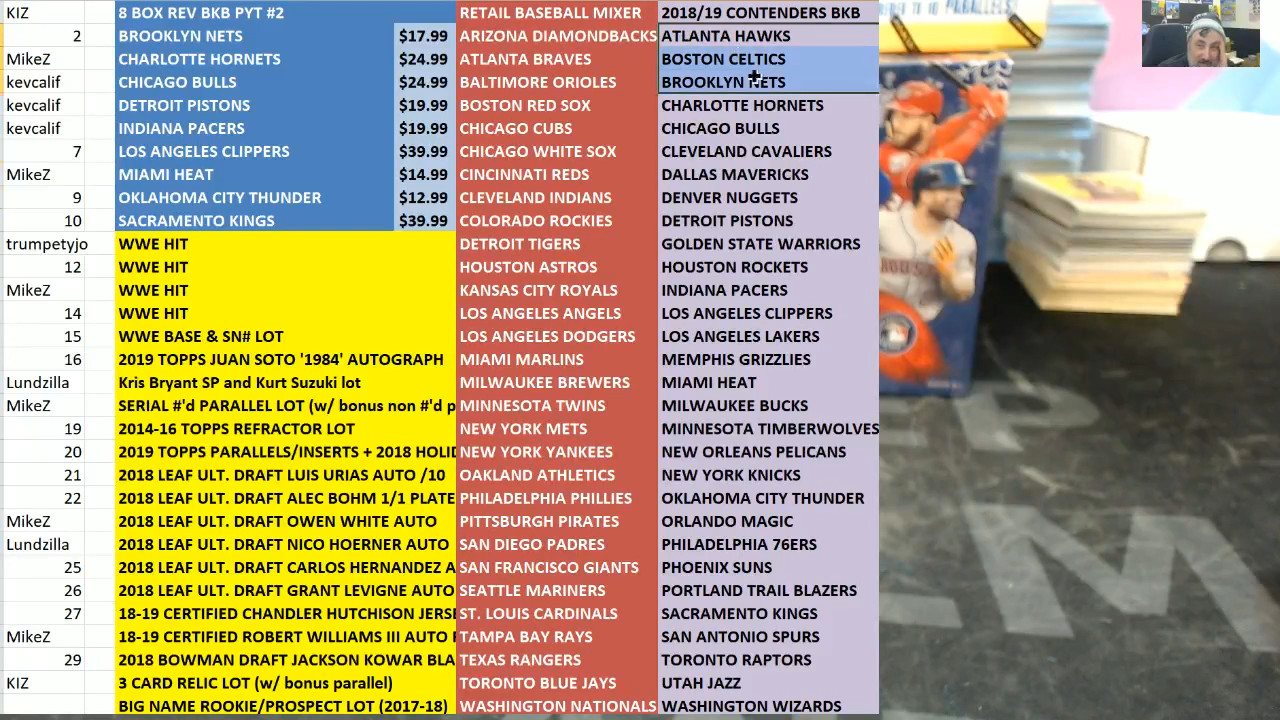 KIZ 8 BOX REV BKB PYT #2 RETAIL BASEBALL MIXER 2018/19 CONTENDERS BKB
2 BROOKLYN NETS $17.99 ARIZONA DIAMONDBACKS ATLANTA HAWKS
MikeZ CHARLOTTE HORNETS $24.99 ATLANTA BRAVES BOSTON CELTICS
kevcalif CHICAGO BULLS $24.99 BALTIMORE ORIOLES BROOKLYN NETS
kevcalif DETROIT PISTONS $19.99 BOSTON RED SOX CHARLOTTE HORNETS
kevcalif INDIANA PACERS $19.99 CHICAGO CUBS CHICAGO BULLS
7 LOS ANGELES CLIPPERS $39.99 CHICAGO WHITE SOX CLEVELAND CAVALIERS
MikeZ MIAMI HEAT $14.99 CINCINNATI REDS DALLAS MAVERICKS
9 OKLAHOMA CITY THUNDER $12.99 CLEVELAND INDIANS DENVER NUGGETS
10 SACRAMENTO KINGS $39.99 COLORADO ROCKIES DETROIT PISTONS
trumpetyjo WWE HIT DETROIT TIGERS GOLDEN STATE WARRIORS
12 WWE HIT HOUSTON ASTROS HOUSTON ROCKETS
MikeZ WWE HIT KANSAS CITY ROYALS INDIANA PACERS
14 WWE HIT LOS ANGELES ANGELS LOS ANGELES CLIPPERS
15 WWE BASE & SN# LOT LOS ANGELES DODGERS LOS ANGELES LAKERS
16 2019 TOPPS JUAN SOTO '1984' AUTOGRAPH MIAMI MARLINS MEMPHIS GRIZZLIES
Lundzilla Kris Bryant SP and Kurt Suzuki lot MILWAUKEE BREWERS MIAMI HEAT
MikeZ SERIAL #'d PARALLEL LOT (w/ bonus non #'d p MINNESOTA TWINS MILWAUKEE BUCKS
19 2014-16 TOPPS REFRACTOR LOT NEW YORK METS MINNESOTA TIMBERWOLVES
20 2019 TOPPS PARALLELS/INSERTS + 2018 HOLID NEW YORK YANKEES NEW ORLEANS PELICANS
21 2018 LEAF ULT. DRAFT LUIS URIAS AUTO /10 OAKLAND ATHLETICS NEW YORK KNICKS
22 2018 LEAF ULT. DRAFT ALEC BOHM 1/1 PLATE PHILADELPHIA PHILLIES OKLAHOMA CITY THUNDER
MikeZ 2018 LEAF ULT. DRAFT OWEN WHITE AUTO PITTSBURGH PIRATES ORLANDO MAGIC
Lundzilla 2018 LEAF ULT. DRAFT NICO HOERNER AUTO SAN DIEGO PADRES PHILADELPHIA 76ERS
25 2018 LEAF ULT. DRAFT CARLOS HERNANDEZ A SAN FRANCISCO GIANTS PHOENIX SUNS
26 2018 LEAF ULT. DRAFT GRANT LEVIGNE AUTO SEATTLE MARINERS PORTLAND TRAIL BLAZERS
27 18-19 CERTIFIED CHANDLER HUTCHISON JERSE ST. LOUIS CARDINALS SACRAMENTO KINGS
MikeZ 18-19 CERTIFIED ROBERT WILLIAMS III AUTO TAMPA BAY RAYS SAN ANTONIO SPURS
29 2018 BOWMAN DRAFT JACKSON KOWAR BLA TEXAS RANGERS TORONTO RAPTORS
KIZ 3 CARD RELIC LOT (w/ bonus parallel) TORONTO BLUE JAYS UTAH JAZZ
BIG NAME ROOKIE/PROSPECT LOT (2017-18) WASHINGTON NATIONALS WASHINGTON WIZARDS